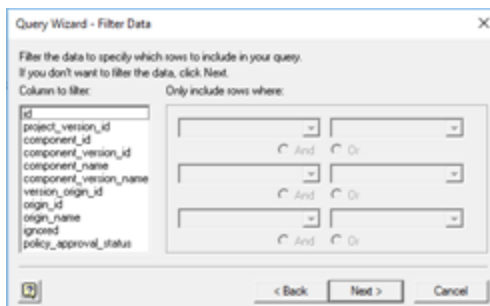 Query Wizard - Filter Data
Filter the data to specify which rows to include in your query.
If you don't want to filter the data, click Next.
Column to filter:
Only include rows where:
id
project_version_id
component_id
component_version_id
component_name
component_version_name
version_origin_id
origin_id
origin_name
ignored
policy_approval_status
And Or
And Or
And Or
? < Back Next > Cancel